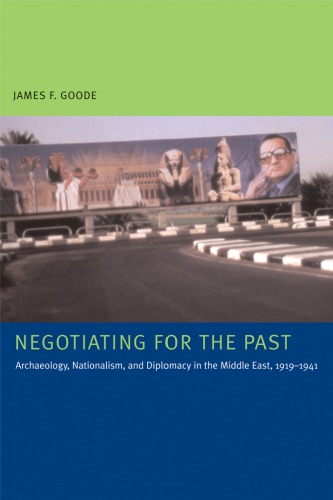 JAMES F. GOODE
NEGOTIATING FOR THE PAST
Archaeology, Nationalism, and Diplomacy in the Middle East, 1919–1941